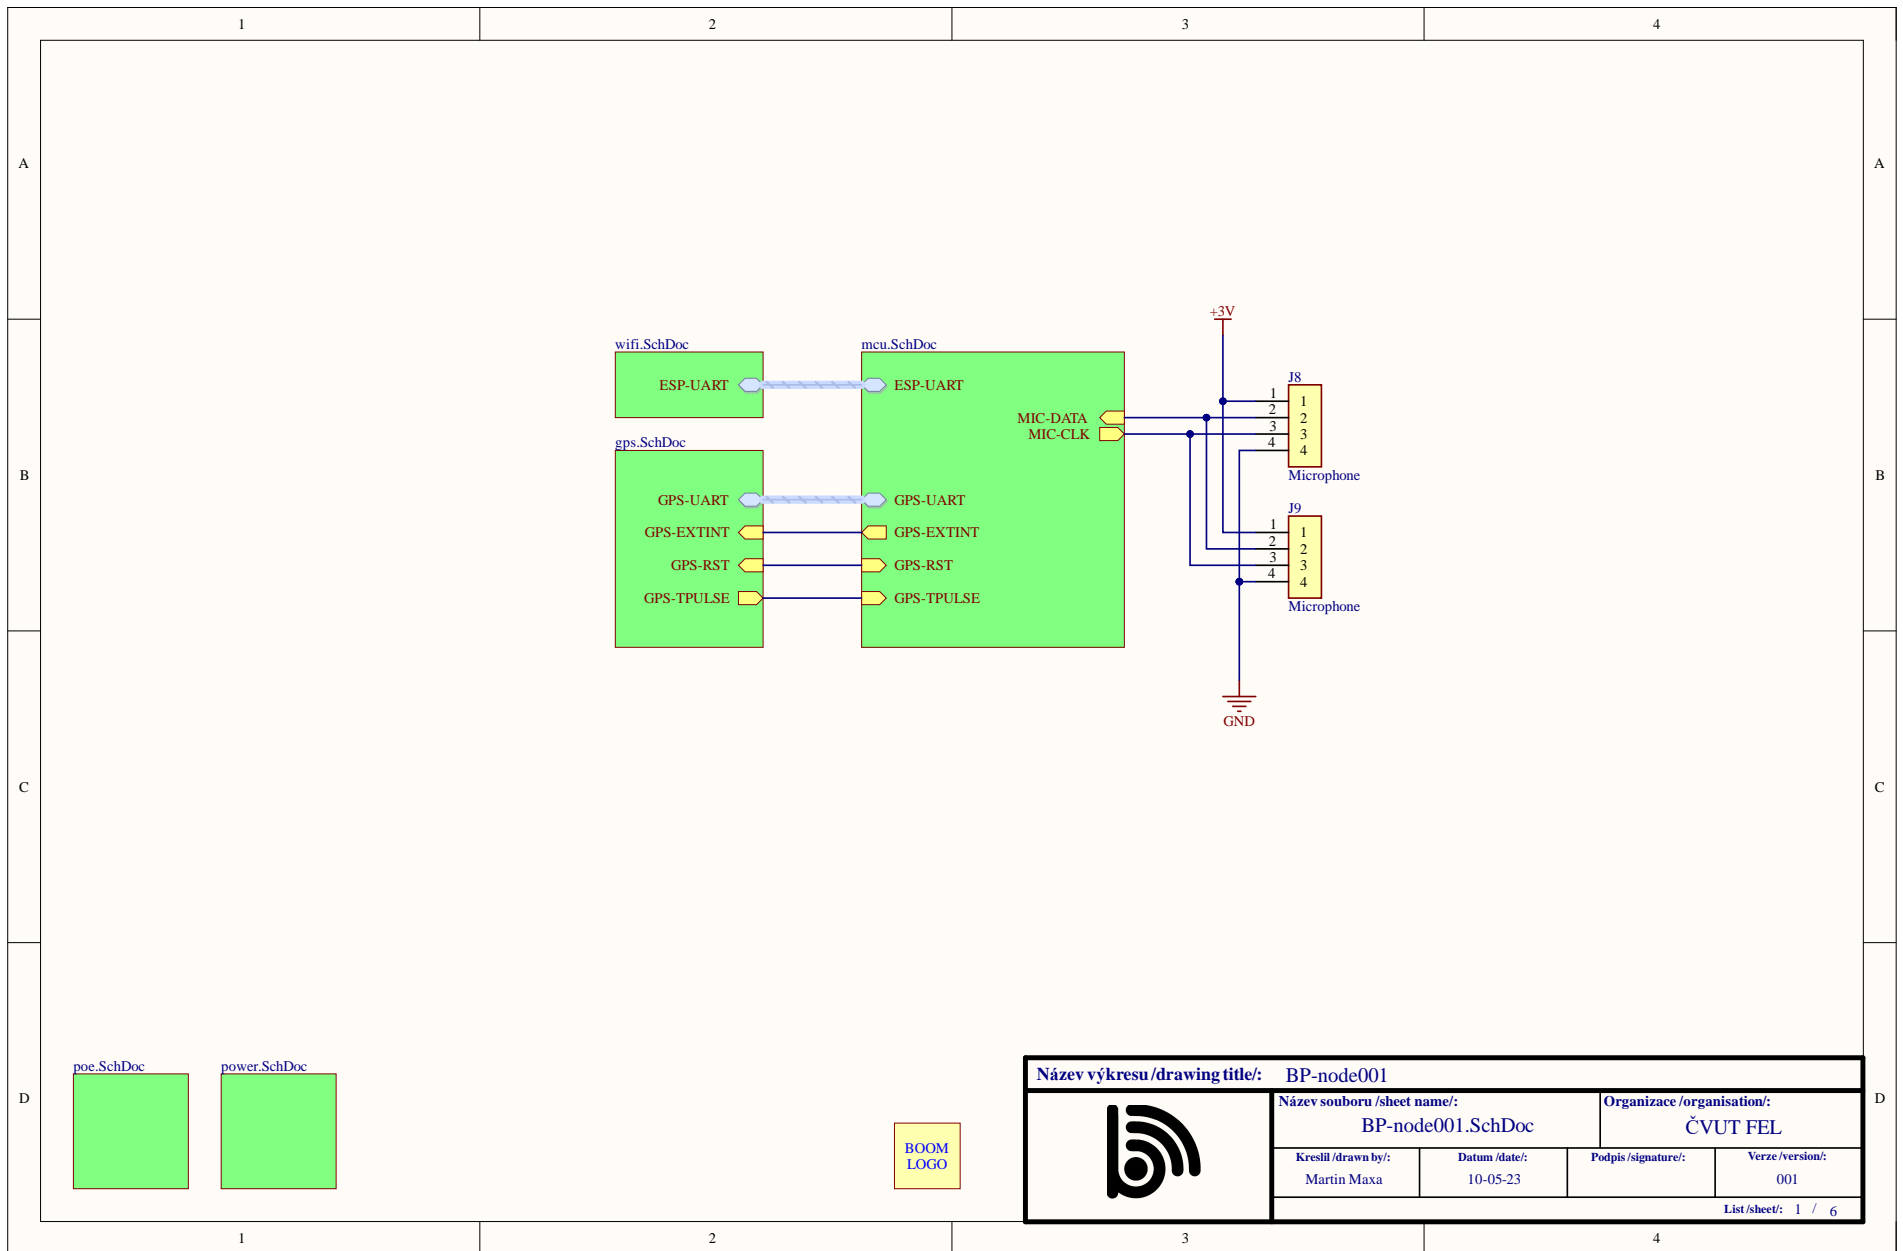 1 2 3 4
A A
+3V
wifi.SchDoc mcu.SchDoc
ESP-UART ESP-UART
J8
1 1
MIC-DATA 2 2
MIC-CLK 3 3
4 4
gps.SchDoc
B B
Microphone
GPS-UART GPS-UART
J9
GPS-EXTINT GPS-EXTINT 1 1
2 2
GPS-RST GPS-RST 3 3
4 4
GPS-TPULSE GPS-TPULSE
Microphone
GND
C C
poe.SchDoc power.SchDoc
D D
BOOM
LOGO
Název výkresu /drawing title/: BP-node001
Název souboru /sheet name/: Organizace /organisation/:
BP-node001.SchDoc ČVUT FEL
Kreslil /drawn by/: Datum /date/: Podpis /signature/: Verze /version/:
Martin Maxa 10-05-23 001
List /sheet/: 1 / 6
1 2 3 4